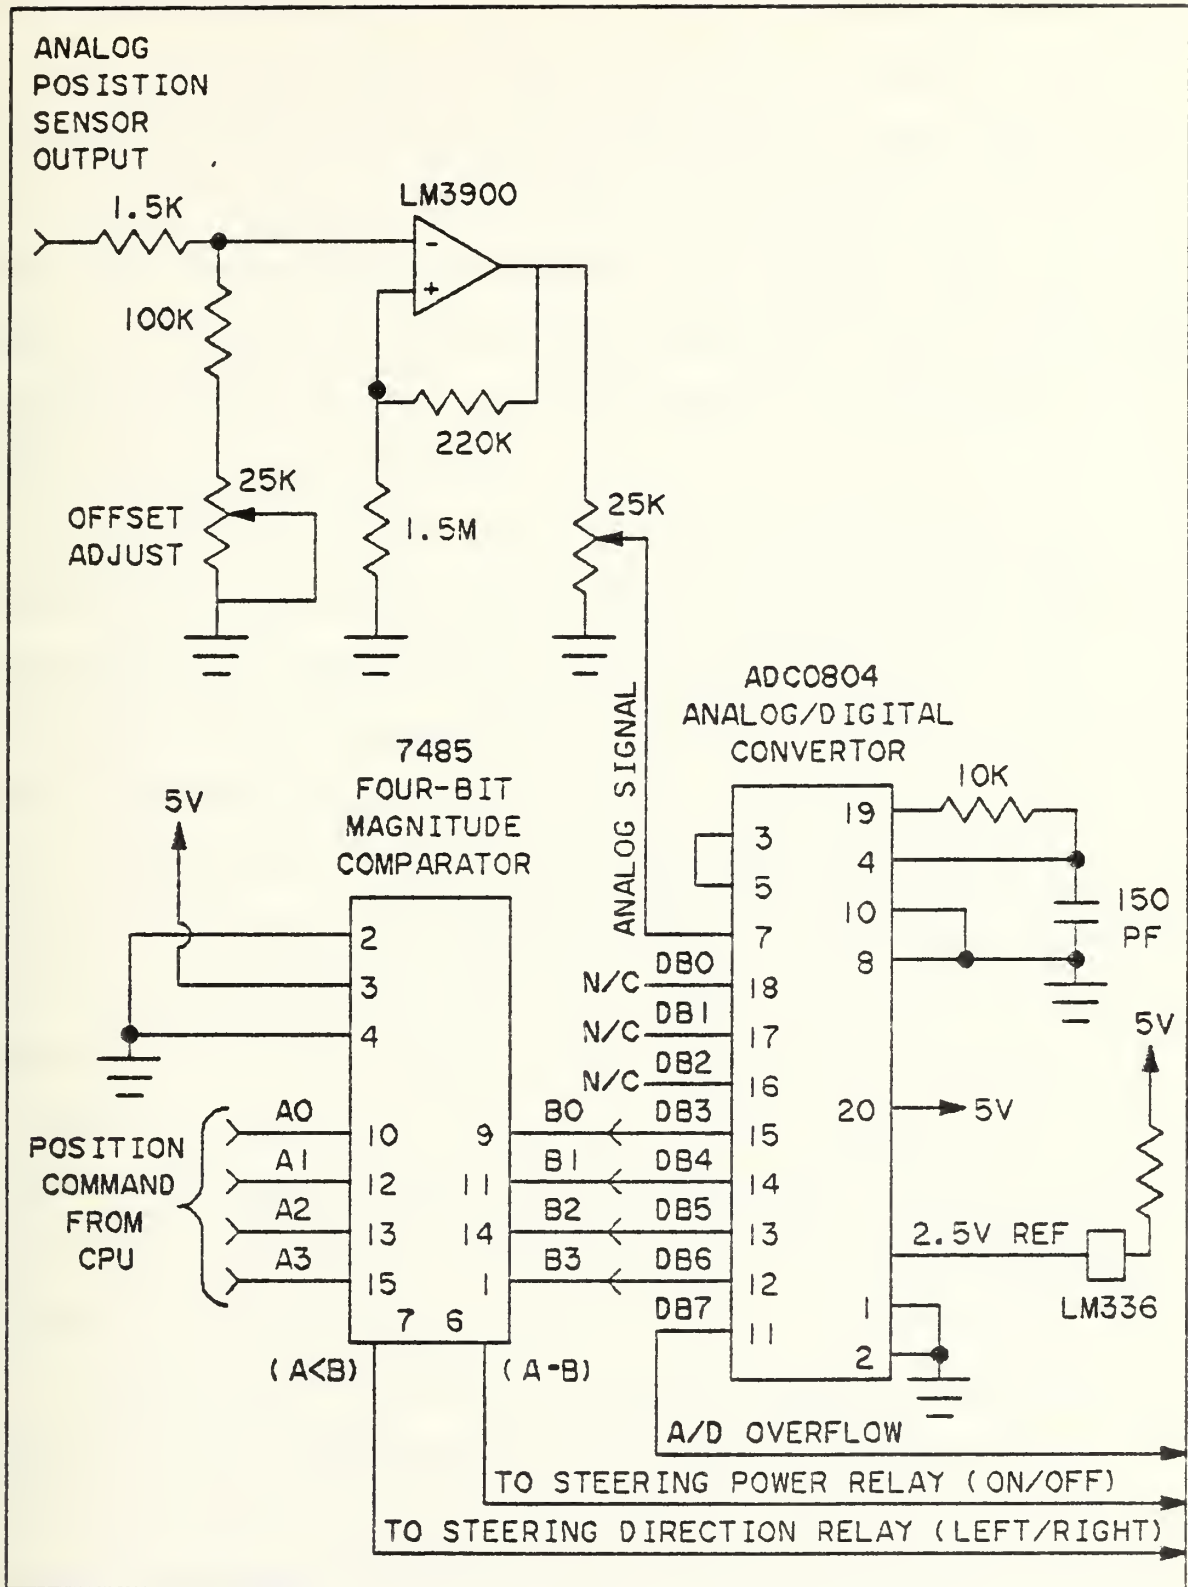 ANALOG
POSISTION
SENSOR
OUTPUT
1.5K
LM3900
-
+
100K
220K
25K
OFFSET
ADJUST
1.5M
25K
ANALOG SIGNAL
ADC0804
ANALOG/DIGITAL
CONVERTOR
7485
FOUR-BIT
MAGNITUDE
COMPARATOR
5V
10K
19
3
4
5
10
150
PF
7
8
2
DB0
N/C
18
3
DB1
N/C
17
5V
4
DB2
N/C
16
20
5V
POSITION
COMMAND
FROM
CPU
A0
10
9
B0
DB3
15
A1
12
11
B1
DB4
14
A2
13
14
B2
DB5
13
2.5V REF
A3
15
1
B3
DB6
12
LM336
7
6
DB7
11
1
2
(A<B)
(A-B)
A/D OVERFLOW
TO STEERING POWER RELAY (ON/OFF)
TO STEERING DIRECTION RELAY (LEFT/RIGHT)